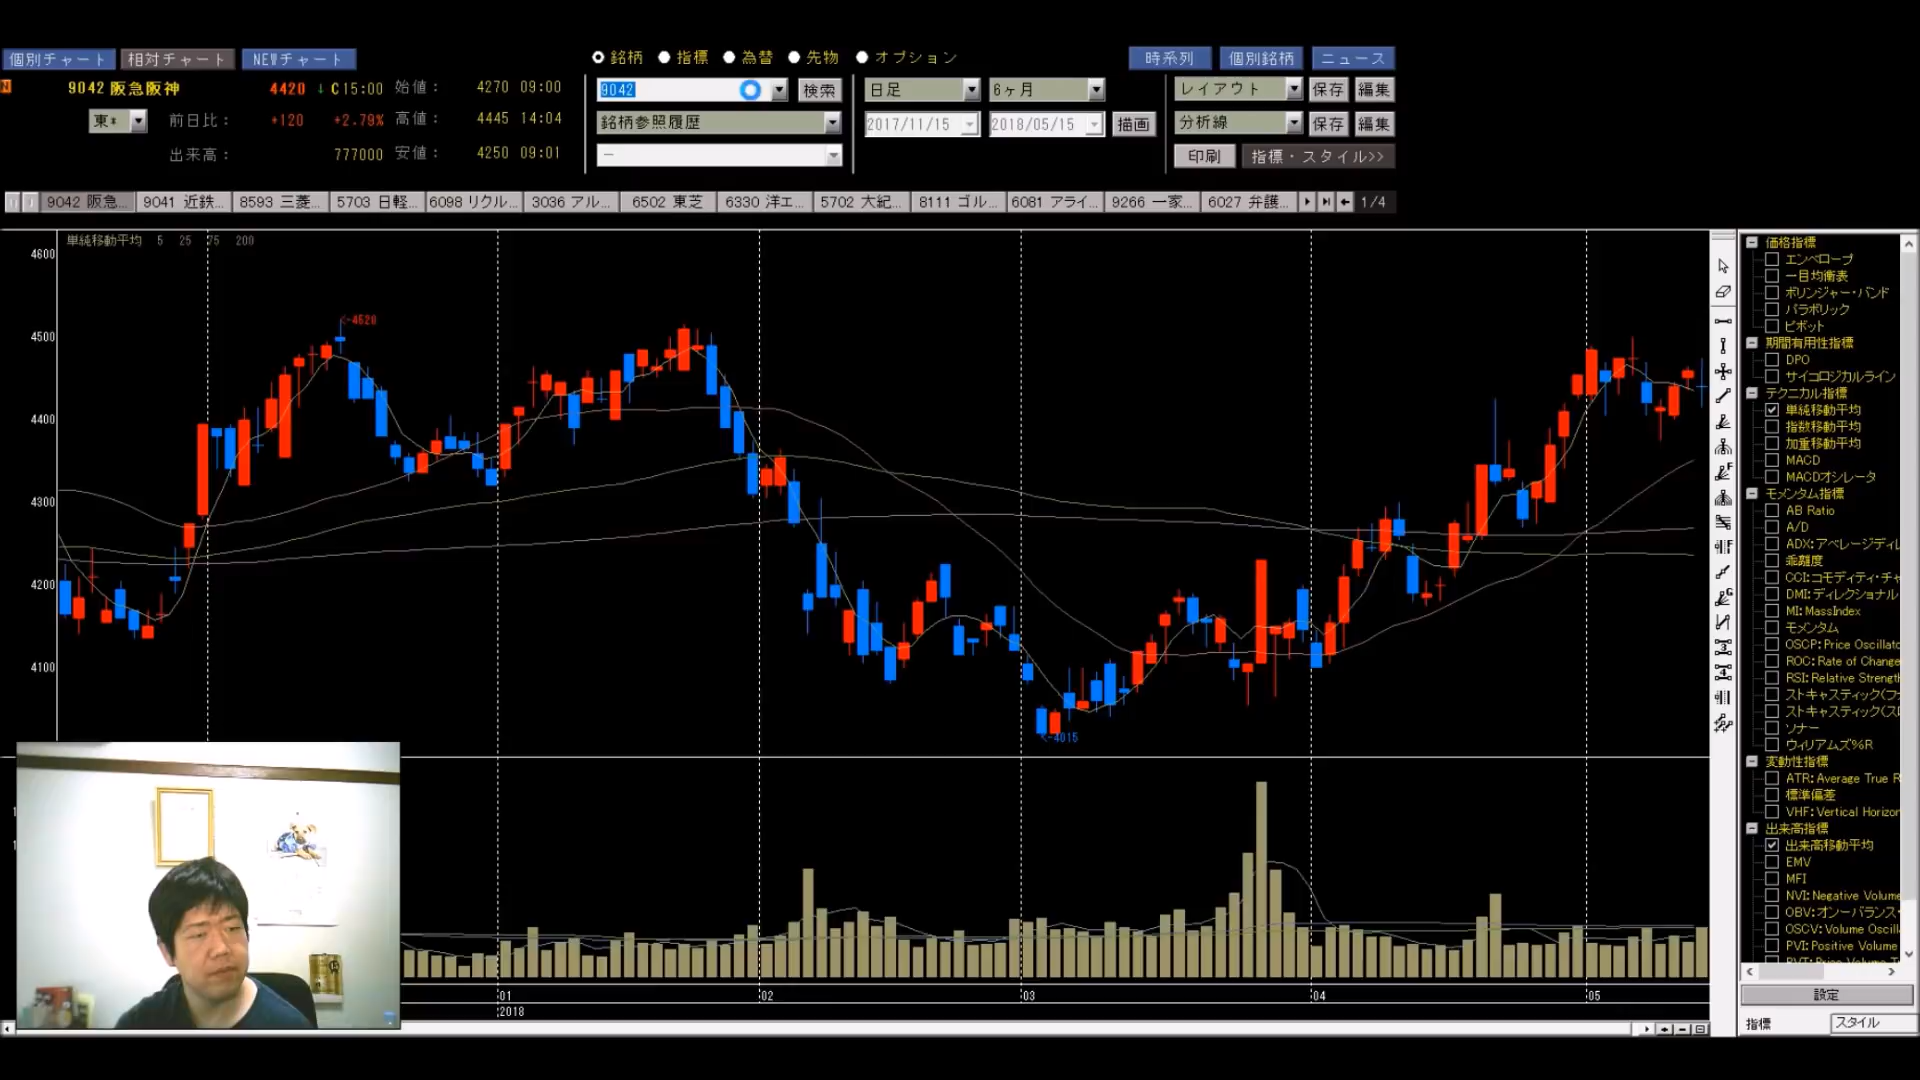 個別チャート 相対チャート NEWチャート
銘柄 指標 為替 先物 オプション
時系列 個別銘柄 ニュース
9042 阪急阪神 4420 ↓ C15:00 始値： 4270 09:00
9042 検索 日足 6ヶ月 レイアウト 保存 編集
東* 前日比： +120 +2.79% 高値： 4445 14:04
銘柄参照履歴 2017/11/15 2018/05/15 描画 分析線 保存 編集
出来高： 777000 安値： 4250 09:01
― 印刷 指標・スタイル>>
9042 阪急... 9041 近鉄... 8593 三菱... 5703 日軽... 6098 リクル... 3036 アル... 6502 東芝 6330 洋エ... 5702 大紀... 8111 ゴル... 6081 アライ... 9266 一家... 6027 弁護... 1/4
単純移動平均 5 25 75 200
4600
4500
4400
4300
4200
4100
←4520
←4015
01 02 03 04 05
2018
価格指標
エンベロープ
一目均衡表
ボリンジャー・バンド
パラボリック
ピボット
期間有用性指標
DPO
サイコロジカルライン
テクニカル指標
単純移動平均
指数移動平均
加重移動平均
MACD
MACDオシレータ
モメンタム指標
AB Ratio
A/D
ADX:アベレージディレ
乖離度
CCI:コモディティ・チャ
DMI:ディレクショナル
MI:MassIndex
モメンタム
OSCP:Price Oscillato
ROC:Rate of Change
RSI:Relative Strengt
ストキャスティック(フ
ストキャスティック(ス
ソナー
ウィリアムズ%R
変動性指標
ATR:Average True R
標準偏差
VHF:Vertical Horizon
出来高指標
出来高移動平均
EMV
MFI
NVI:Negative Volume
OBV:オン・バランス・
OSCV:Volume Oscill
PVI:Positive Volume
設定
指標 スタイル